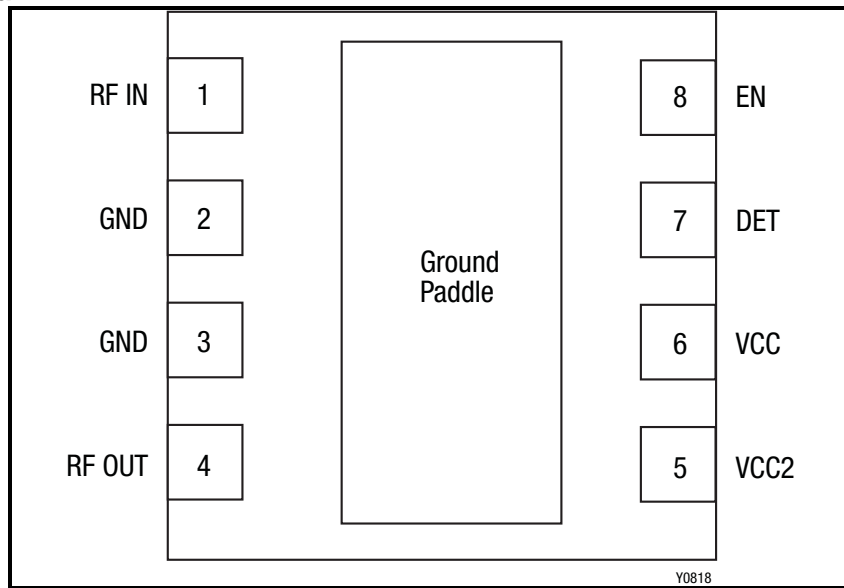 RF IN 1 8 EN
GND 2 7 DET
Ground
Paddle
GND 3 6 VCC
RF OUT 4 5 VCC2
Y0818